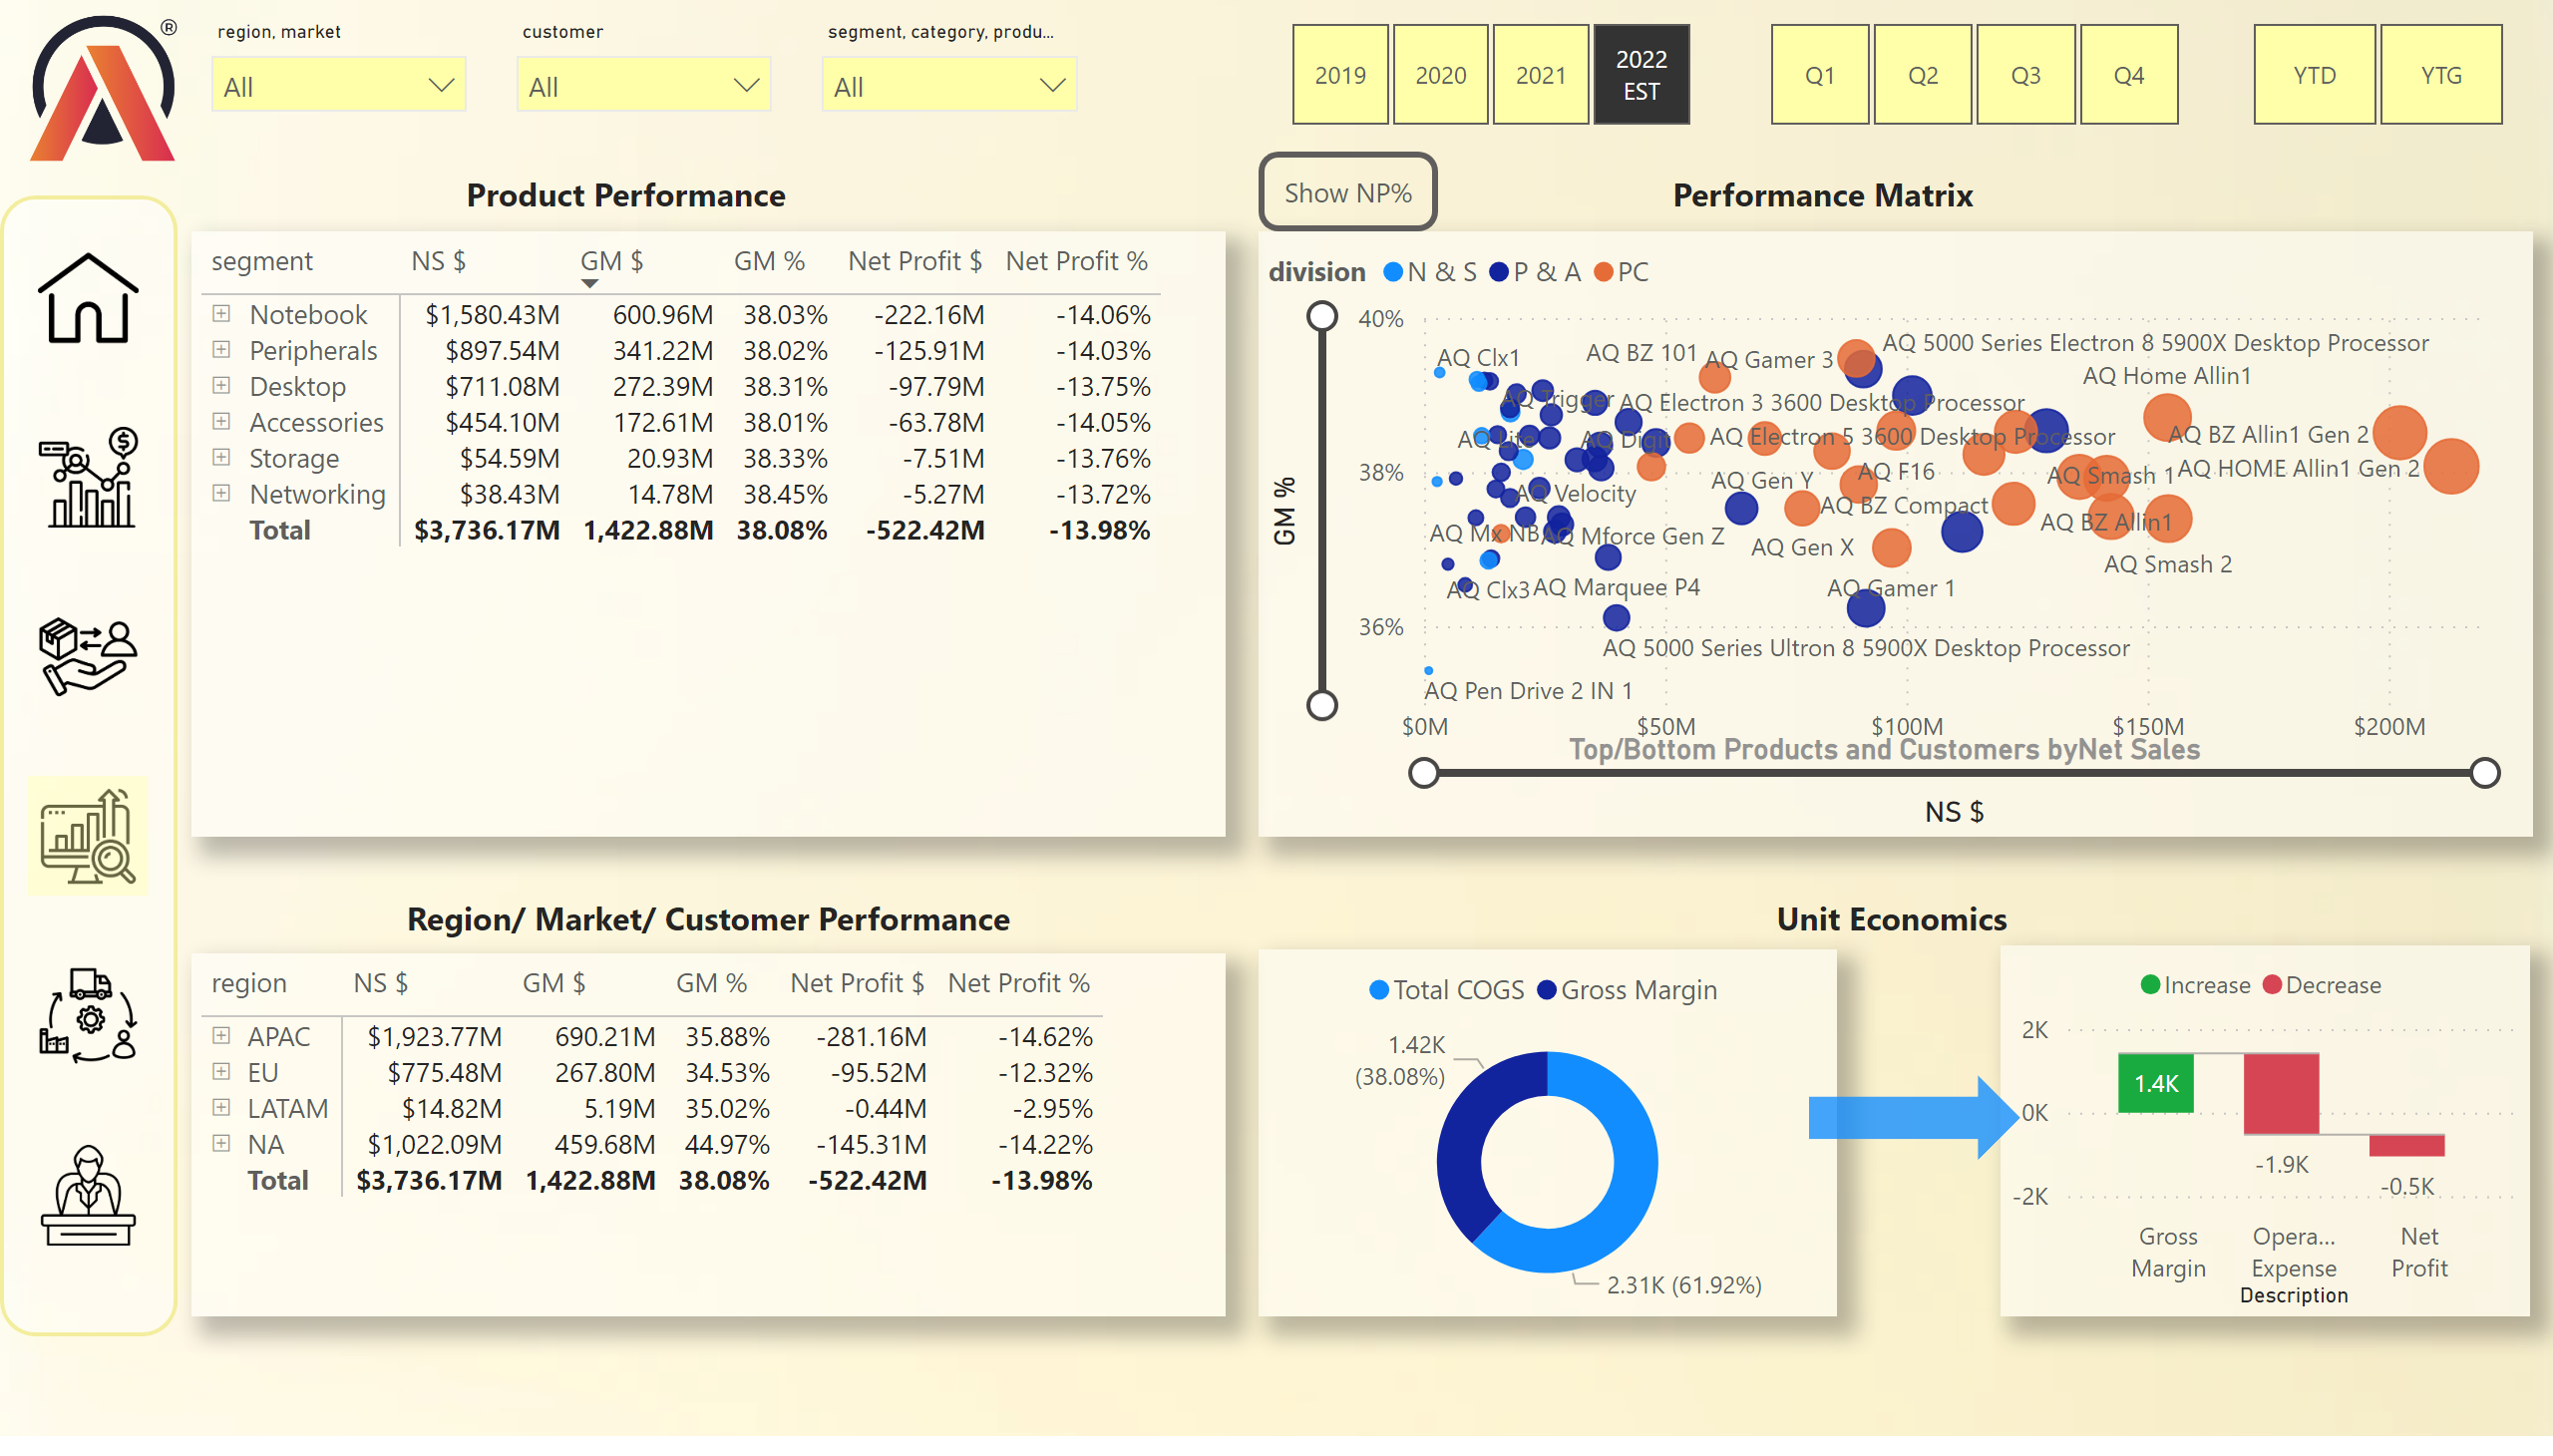 ®
region, market
customer
segment, category, produ...
All
All
All
2019
2020
2021
2022
EST
Q1
Q2
Q3
Q4
YTD
YTG
Product Performance
segment NS $ GM $ GM % Net Profit $ Net Profit %
Notebook $1,580.43M 600.96M 38.03% -222.16M -14.06%
Peripherals $897.54M 341.22M 38.02% -125.91M -14.03%
Desktop $711.08M 272.39M 38.31% -97.79M -13.75%
Accessories $454.10M 172.61M 38.01% -63.78M -14.05%
Storage $54.59M 20.93M 38.33% -7.51M -13.76%
Networking $38.43M 14.78M 38.45% -5.27M -13.72%
Total $3,736.17M 1,422.88M 38.08% -522.42M -13.98%
Show NP%
Performance Matrix
division N & S P & A PC
GM %
40%
38%
36%
AQ Clx1
AQ BZ 101
AQ Gamer 3
AQ 5000 Series Electron 8 5900X Desktop Processor
AQ Home Allin1
AQ Trigger
AQ Electron 3 3600 Desktop Processor
AQ Lite
AQ Digit
AQ Electron 5 3600 Desktop Processor
AQ BZ Allin1 Gen 2
AQ Velocity
AQ Gen Y
AQ F16
AQ Smash 1
AQ HOME Allin1 Gen 2
AQ BZ Compact
AQ BZ Allin1
AQ Mx NB
AQ Mforce Gen Z
AQ Gen X
AQ Smash 2
AQ Clx3
AQ Marquee P4
AQ Gamer 1
AQ 5000 Series Ultron 8 5900X Desktop Processor
AQ Pen Drive 2 IN 1
$0M
$50M
$100M
$150M
$200M
Top/Bottom Products and Customers byNet Sales
NS $
Region/ Market/ Customer Performance
region NS $ GM $ GM % Net Profit $ Net Profit %
APAC $1,923.77M 690.21M 35.88% -281.16M -14.62%
EU $775.48M 267.80M 34.53% -95.52M -12.32%
LATAM $14.82M 5.19M 35.02% -0.44M -2.95%
NA $1,022.09M 459.68M 44.97% -145.31M -14.22%
Total $3,736.17M 1,422.88M 38.08% -522.42M -13.98%
Unit Economics
Total COGS Gross Margin
1.42K
(38.08%)
2.31K (61.92%)
Increase Decrease
2K
0K
-2K
1.4K
-1.9K
-0.5K
Gross
Margin
Opera...
Expense
Net
Profit
Description